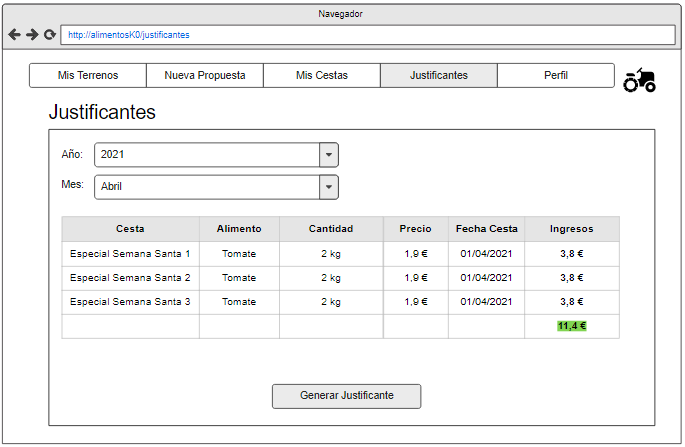 Navegador
http://alimentosK0/justificantes
Mis Terrenos Nueva Propuesta Mis Cestas Justificantes Perfil
Justificantes
Año: 2021
Mes: Abril
Cesta Alimento Cantidad Precio Fecha Cesta Ingresos
Especial Semana Santa 1 Tomate 2 kg 1,9 € 01/04/2021 3,8 €
Especial Semana Santa 2 Tomate 2 kg 1,9 € 01/04/2021 3,8 €
Especial Semana Santa 3 Tomate 2 kg 1,9 € 01/04/2021 3,8 €
11,4 €
Generar Justificante